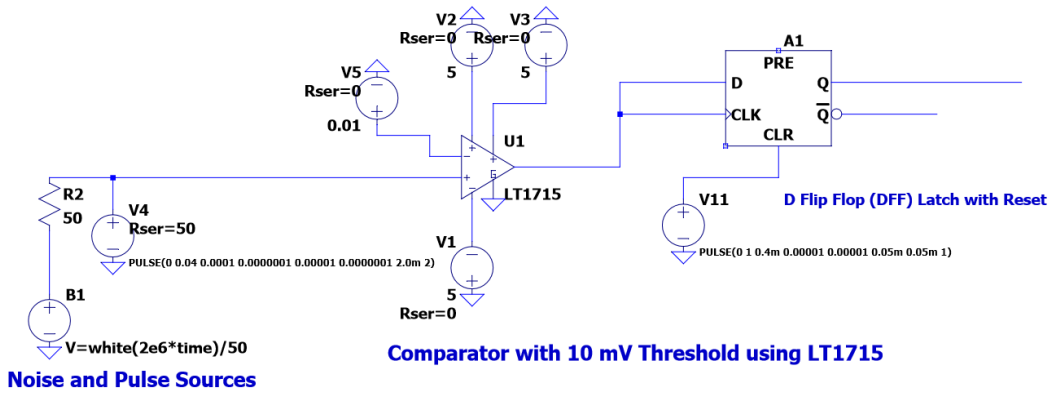 V2
Rser=0
5
V3
Rser=0
5
V5
Rser=0
0.01
A1
PRE
D
Q
CLK
Q
CLR
U1
LT1715
R2
50
V4
Rser=50
PULSE(0 0.04 0.0001 0.0000001 0.00001 0.0000001 2.0m 2)
V11
PULSE(0 1 0.4m 0.00001 0.00001 0.05m 0.05m 1)
D Flip Flop (DFF) Latch with Reset
V1
5
Rser=0
B1
V=white(2e6*time)/50
Comparator with 10 mV Threshold using LT1715
Noise and Pulse Sources